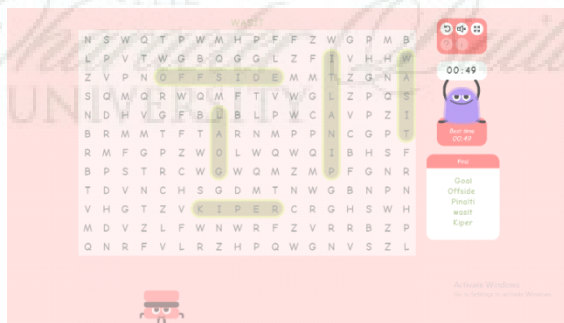 WASIT
N S W Q T P W M H P F F Z W G P M B
L P V T W G B Q G G L Z F I V H H W
Z V P N O F F S I D E M M T Z G N A
S Q M Q R W Q M F T V W G L Z P Q S
N D H V G F B L B L P W C A V P Z I
B R M M T F T A R N M P P N C G P T
R M F G P Z W O L W Q W Q I B H S F
B P S T R C W G W Q M Z M P F G N R
T D V N C H S G D M T N W G B N P N
V H G T Z V K I P E R C R G H S W H
M D V Z L F W N W R F Z V R R B Z P
Q N R F V L R Z H P Q W G N V S Z L
00:49
Best time
00:49
Find
Goal
Offside
Pinalti
wasit
Kiper
UNIVERSITY
Activate Windows
Go to Settings to activate Windows.